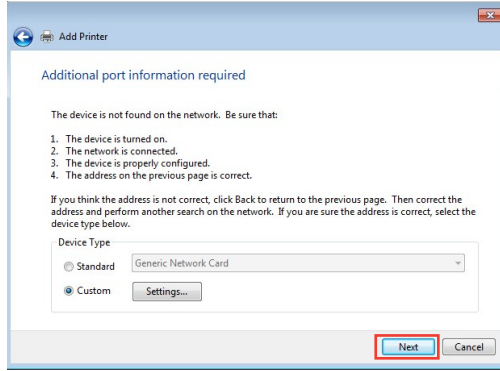 Add Printer
Additional port information required
The device is not found on the network. Be sure that:
1. The device is turned on.
2. The network is connected.
3. The device is properly configured.
4. The address on the previous page is correct.
If you think the address is not correct, click Back to return to the previous page. Then correct the
address and perform another search on the network. If you are sure the address is correct, select the
device type below.
Device Type
Standard Generic Network Card
Custom Settings...
Next Cancel